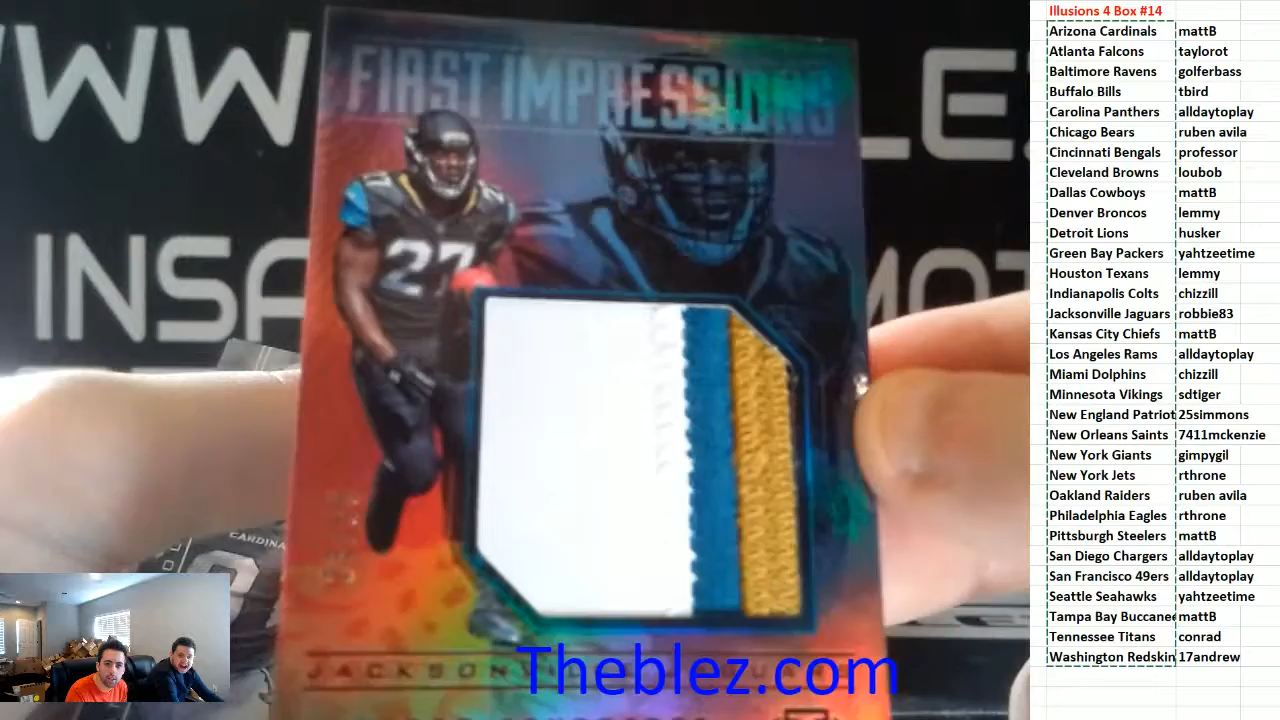 Illusions 4 Box #14
Arizona Cardinals mattB
Atlanta Falcons taylorot
Baltimore Ravens golferbass
Buffalo Bills tbird
Carolina Panthers alldaytoplay
Chicago Bears ruben avila
Cincinnati Bengals professor
Cleveland Browns loubob
Dallas Cowboys mattB
Denver Broncos lemmy
Detroit Lions husker
Green Bay Packers yahtzeetime
Houston Texans lemmy
Indianapolis Colts chizzill
Jacksonville Jaguars robbie83
Kansas City Chiefs mattB
Los Angeles Rams alldaytoplay
Miami Dolphins chizzill
Minnesota Vikings sdtiger
New England Patriot 25simmons
New Orleans Saints 7411mckenzie
New York Giants gimpygil
New York Jets rthrone
Oakland Raiders ruben avila
Philadelphia Eagles rthrone
Pittsburgh Steelers mattB
San Diego Chargers alldaytoplay
San Francisco 49ers alldaytoplay
Seattle Seahawks yahtzeetime
Tampa Bay Buccanee mattB
Tennessee Titans conrad
Washington Redskin 17andrew
WWW
INSA
FIRST IMPRESSIONS
27
CARDINA
Theblez.com